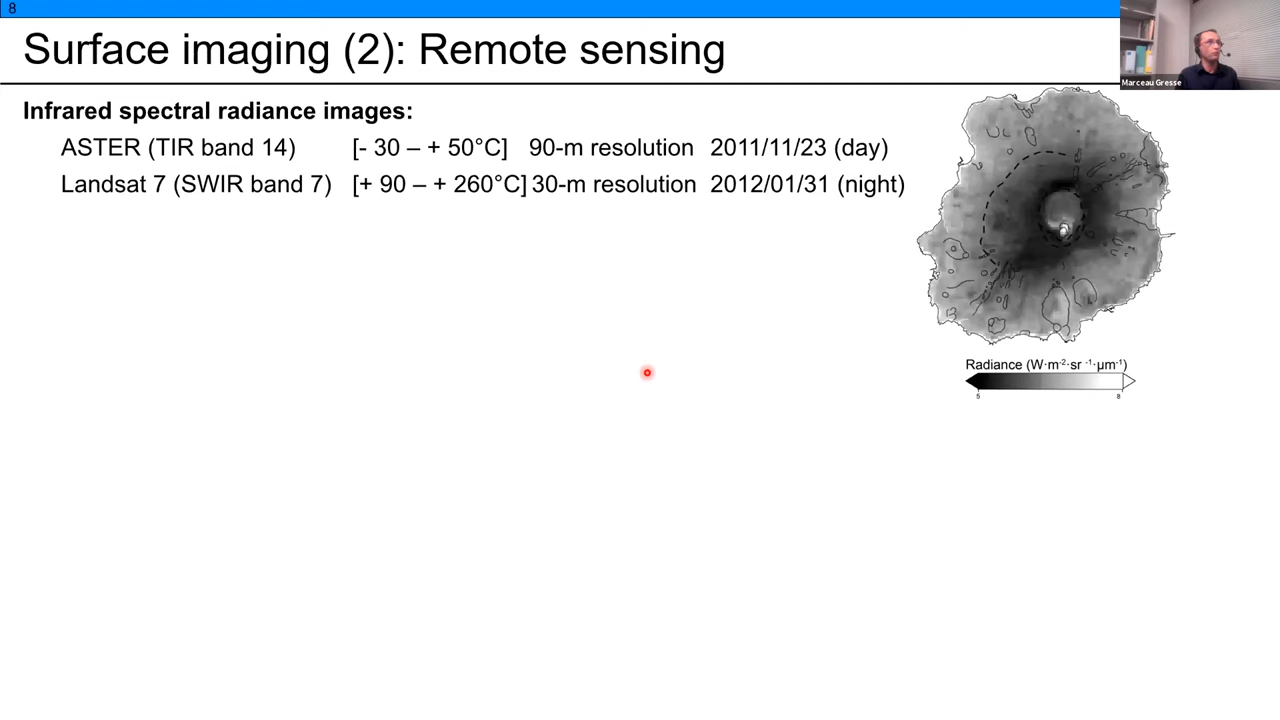 8
Surface imaging (2): Remote sensing
Marceau Gresse
Infrared spectral radiance images:
ASTER (TIR band 14) [- 30 – + 50°C] 90-m resolution 2011/11/23 (day)
Landsat 7 (SWIR band 7) [+ 90 – + 260°C] 30-m resolution 2012/01/31 (night)
Radiance (W·m⁻²·sr ⁻¹·µm⁻¹)
5 8